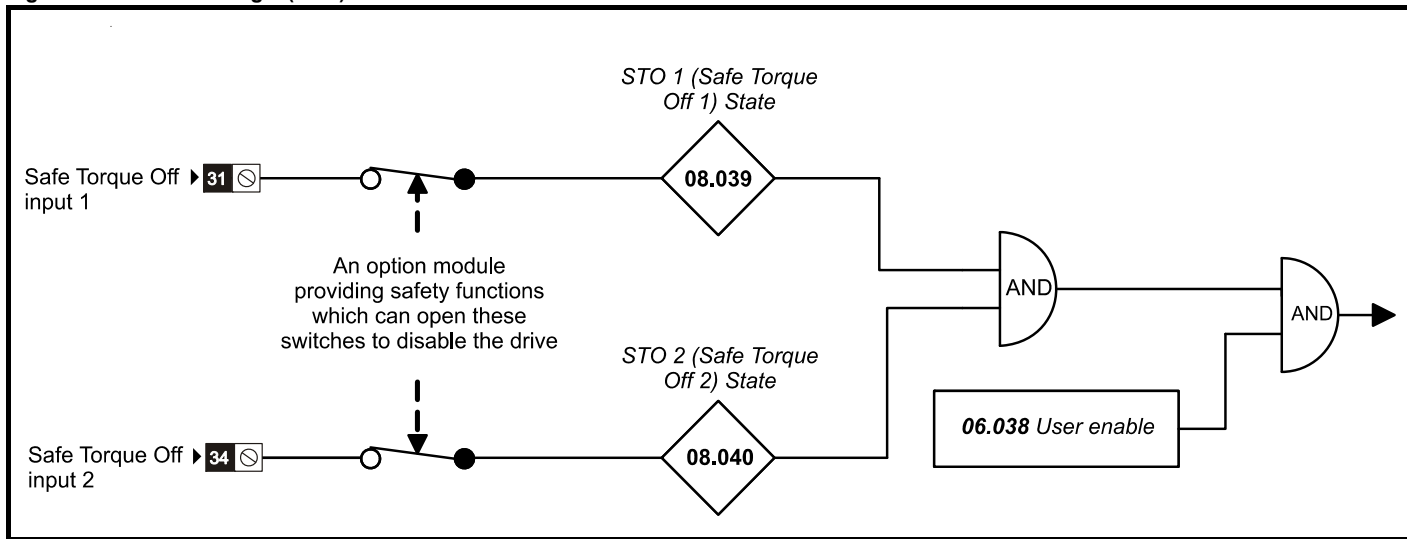 STO 1 (Safe Torque
Off 1) State
Safe Torque Off
input 1
31
08.039
An option module
providing safety functions
which can open these
switches to disable the drive
AND
AND
STO 2 (Safe Torque
Off 2) State
06.038 User enable
Safe Torque Off
input 2
34
08.040